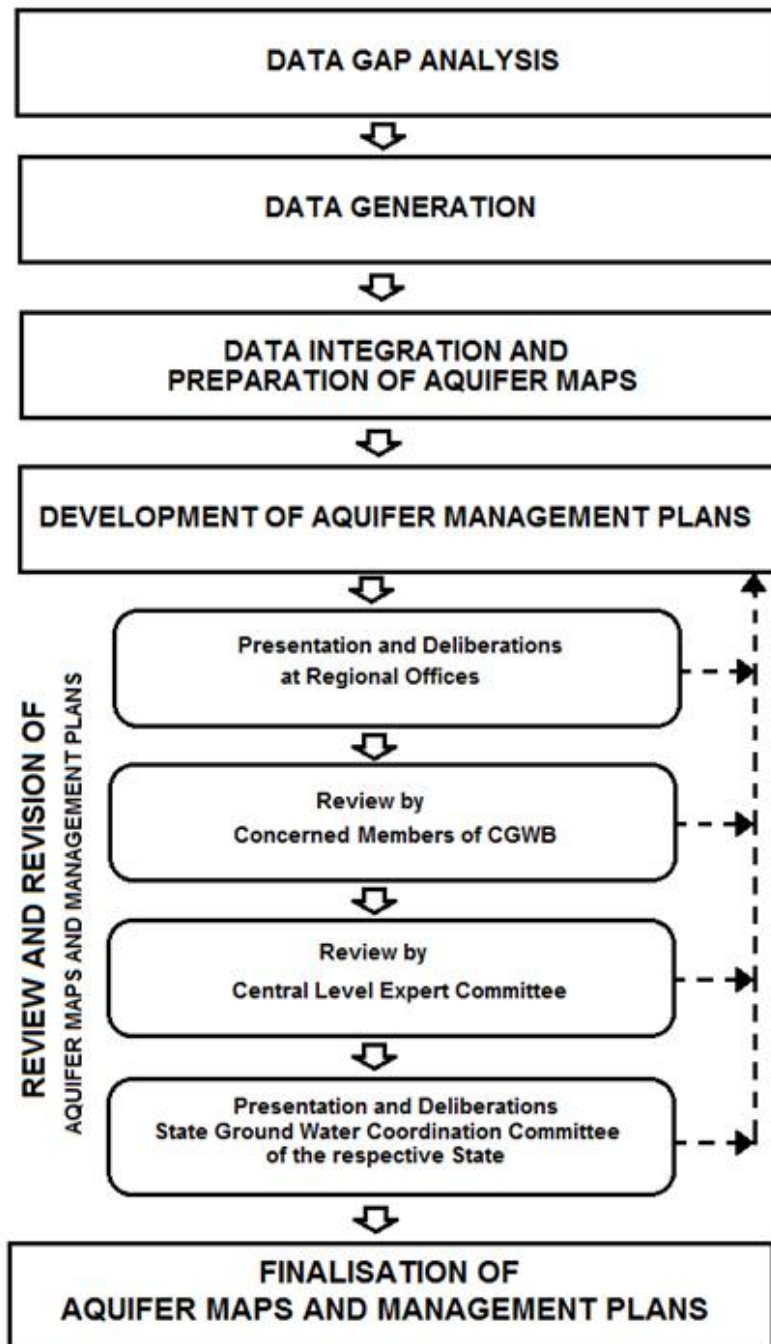 DATA GAP ANALYSIS
DATA GENERATION
DATA INTEGRATION AND
PREPARATION OF AQUIFER MAPS
DEVELOPMENT OF AQUIFER MANAGEMENT PLANS
REVIEW AND REVISION OF
AQUIFER MAPS AND MANAGEMENT PLANS
Presentation and Deliberations
at Regional Offices
Review by
Concerned Members of CGWB
Review by
Central Level Expert Committee
Presentation and Deliberations
State Ground Water Coordination Committee
of the respective State
FINALISATION OF
AQUIFER MAPS AND MANAGEMENT PLANS